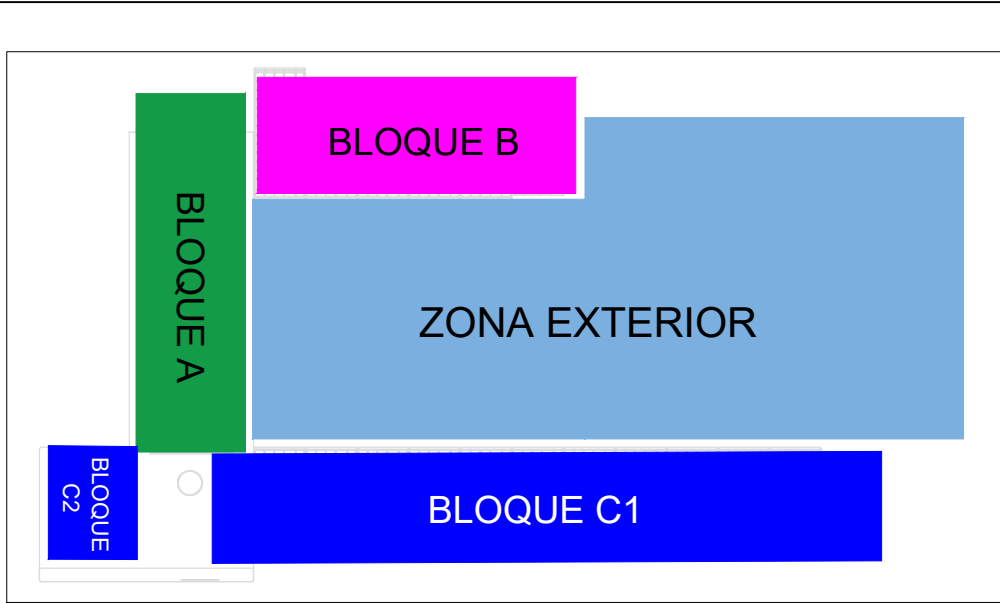 BLOQUE B
BLOQUE A
ZONA EXTERIOR
BLOQUE
C2
BLOQUE C1